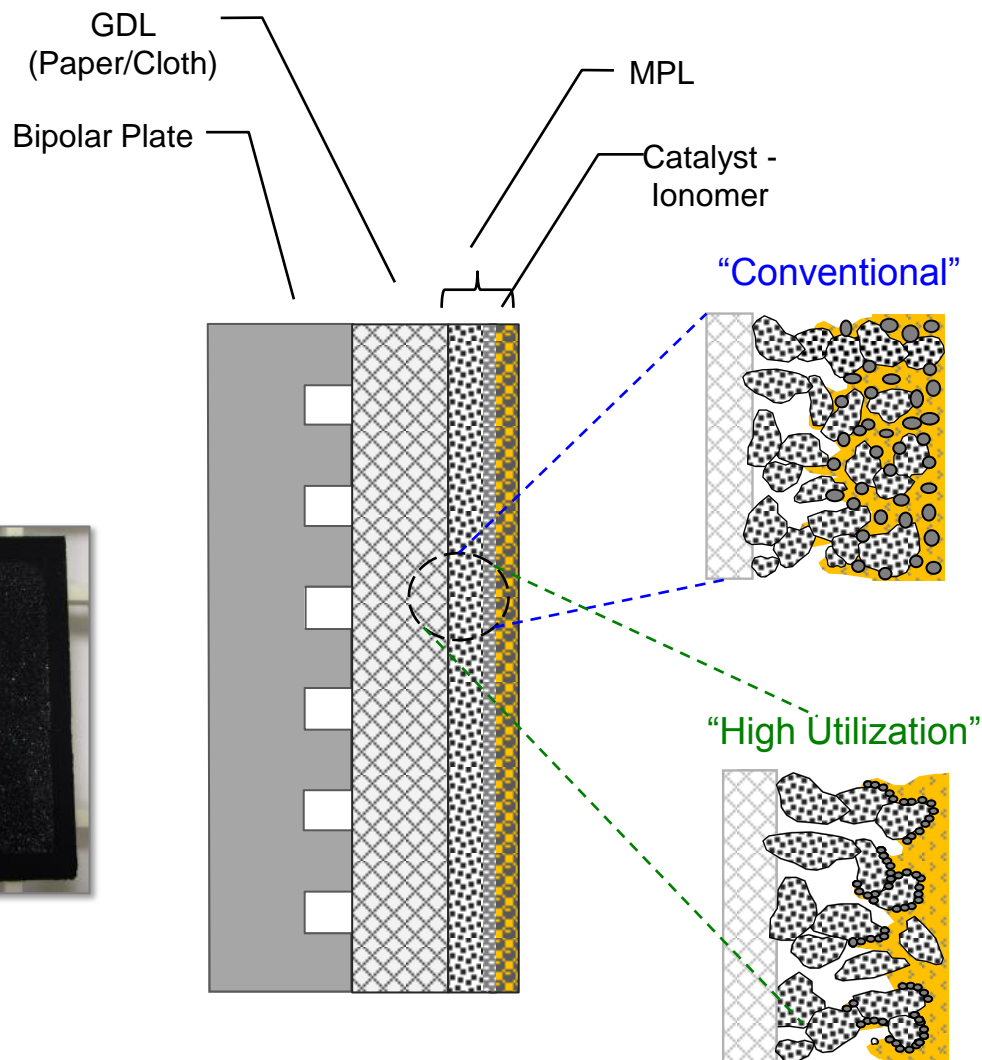 GDL
(Paper/Cloth)
MPL
Bipolar Plate
Catalyst -
Ionomer
“Conventional”
“High Utilization”